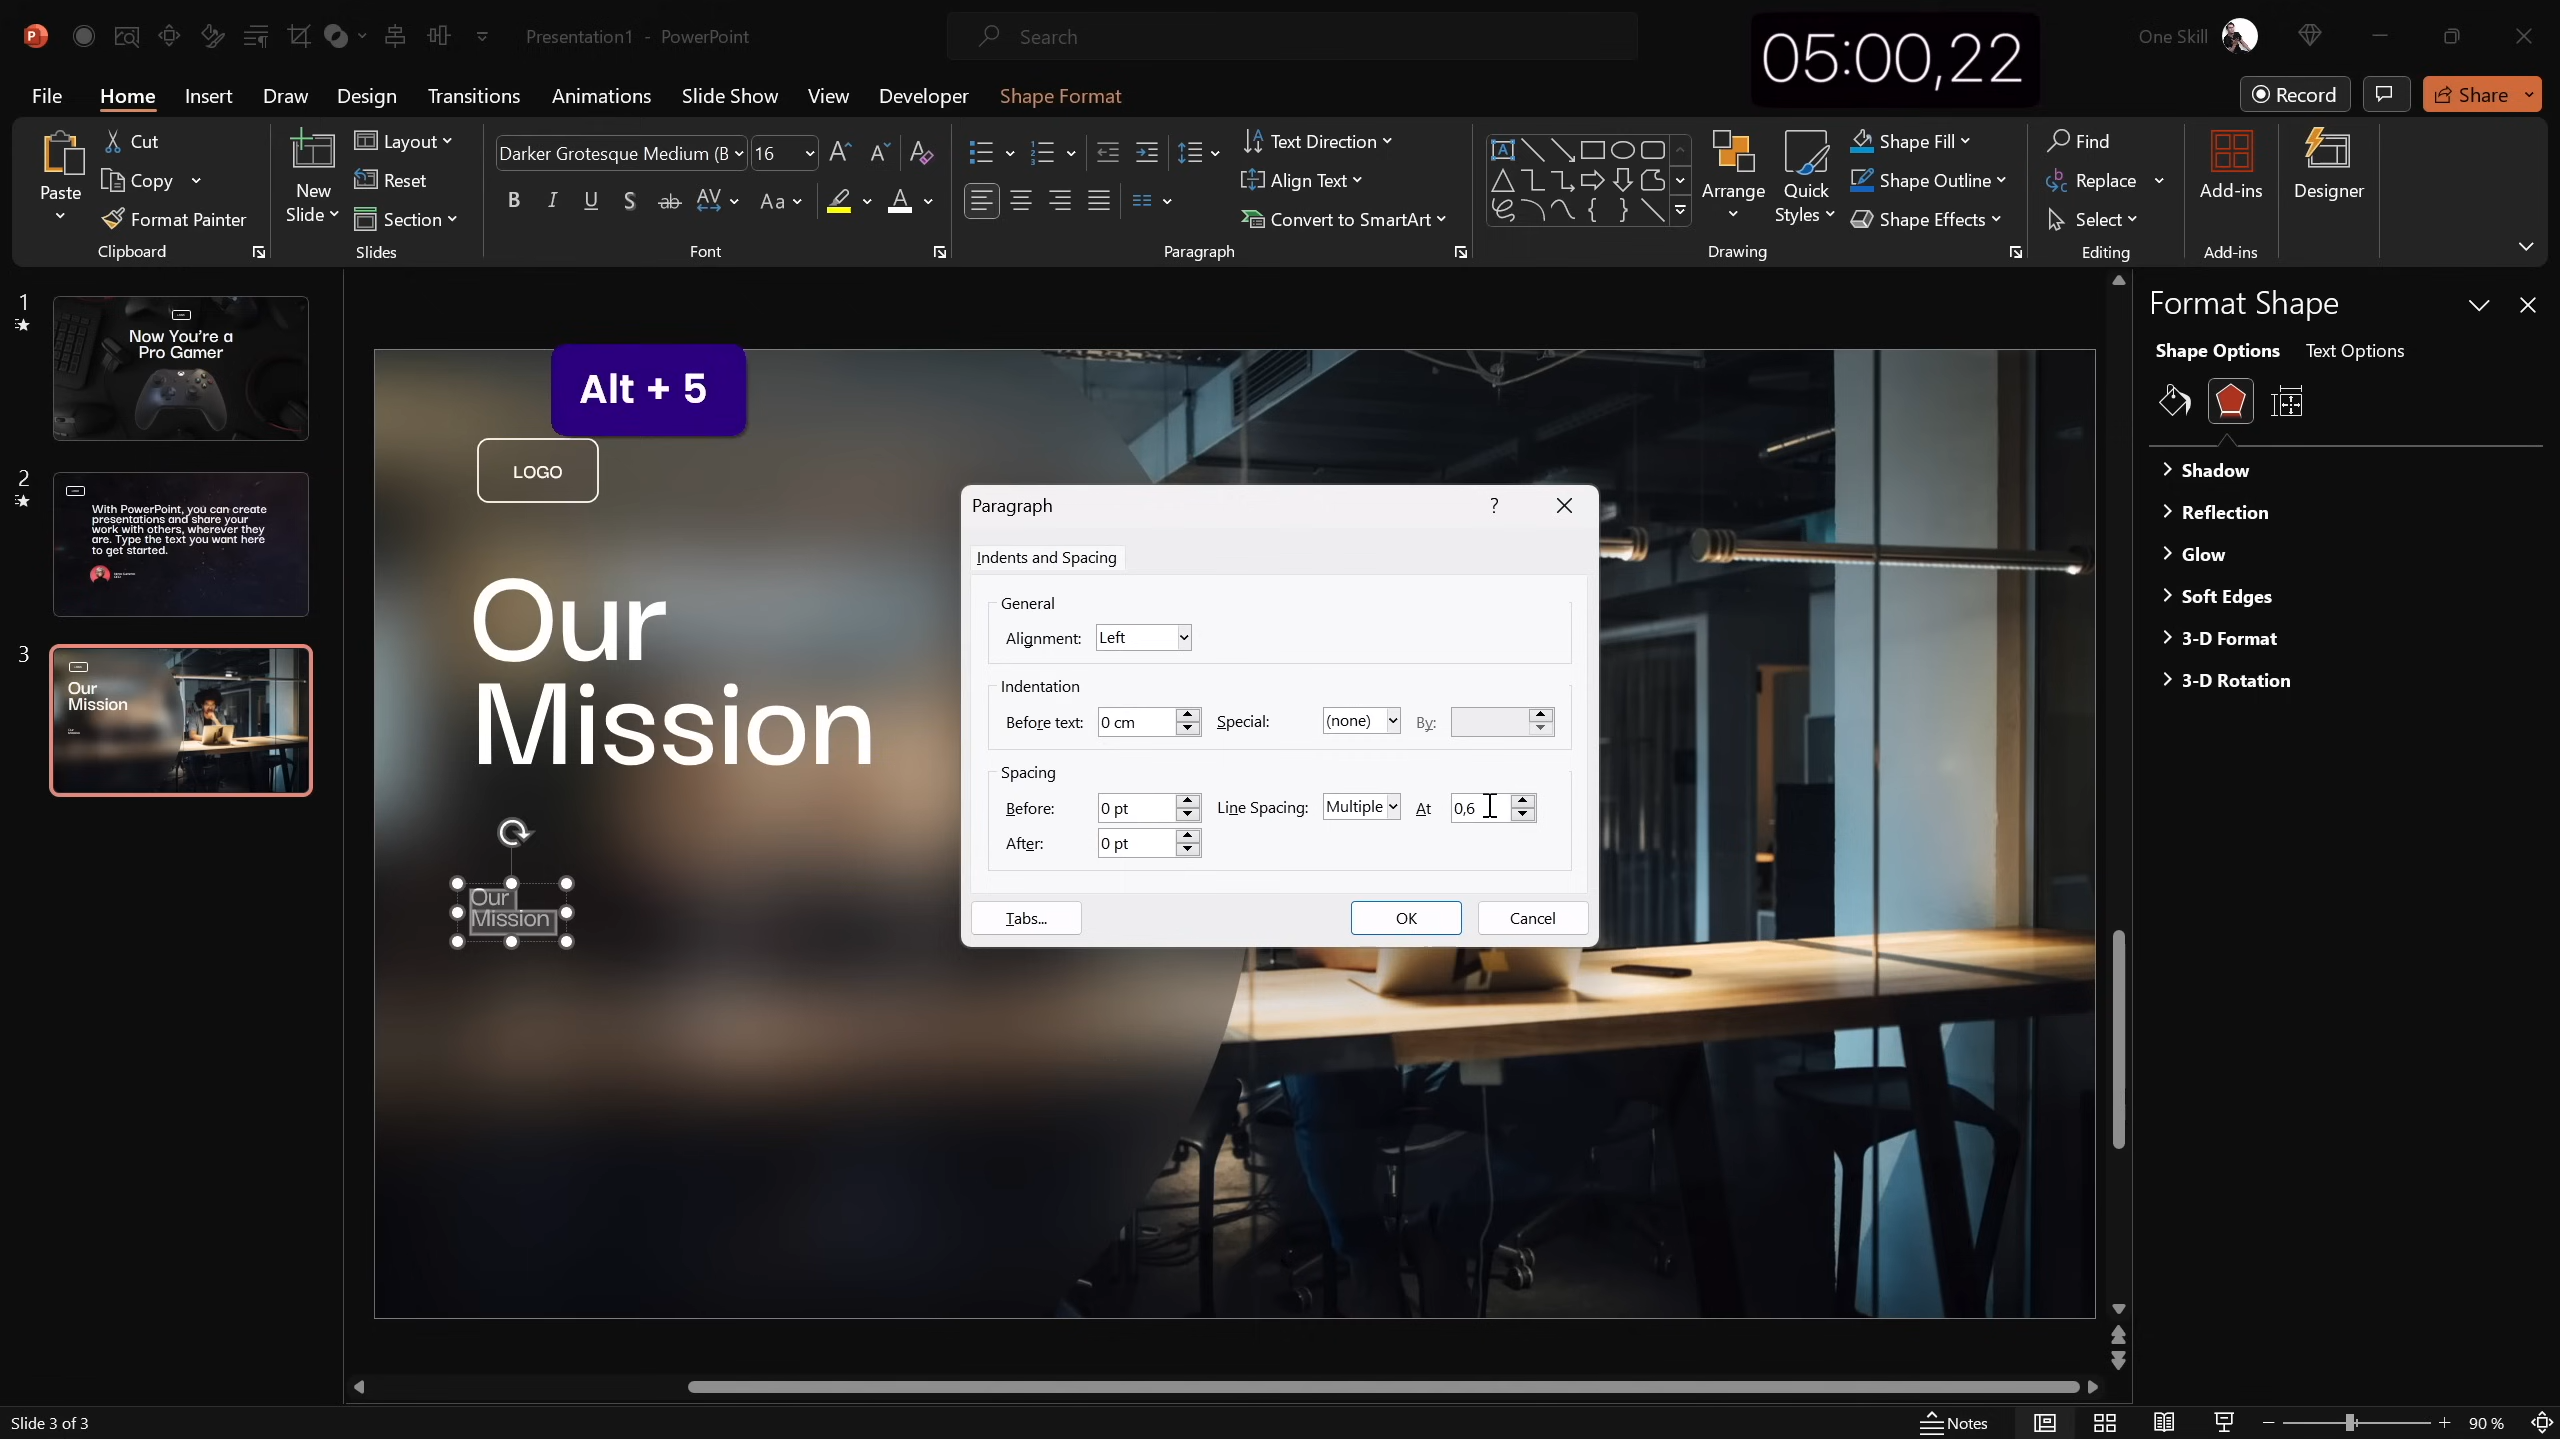 Presentation1 - PowerPoint
Search
05:00,22
One Skill
File
Home
Insert
Draw
Design
Transitions
Animations
Slide Show
View
Developer
Shape Format
Record
Share
Paste
Cut
Copy
Format Painter
Clipboard
New
Slide
Layout
Reset
Section
Slides
Darker Grotesque Medium (B
16
Font
Text Direction
Align Text
Convert to SmartArt
Paragraph
Arrange
Quick
Styles
Shape Fill
Shape Outline
Shape Effects
Drawing
Find
Replace
Select
Editing
Add-ins
Add-ins
Designer
1
Now You're a
Pro Gamer
2
With PowerPoint, you can create
presentations and share your
work with others, wherever they
are. Type the text you want here
to get started.
3
Our
Mission
Alt + 5
LOGO
Our
Mission
Our
Mission
Paragraph
?
Indents and Spacing
General
Alignment: Left
Indentation
Before text: 0 cm Special: (none) By:
Spacing
Before: 0 pt Line Spacing: Multiple At 0,6
After: 0 pt
Tabs...
OK
Cancel
Format Shape
Shape Options
Text Options
Shadow
Reflection
Glow
Soft Edges
3-D Format
3-D Rotation
Slide 3 of 3
Notes
90 %